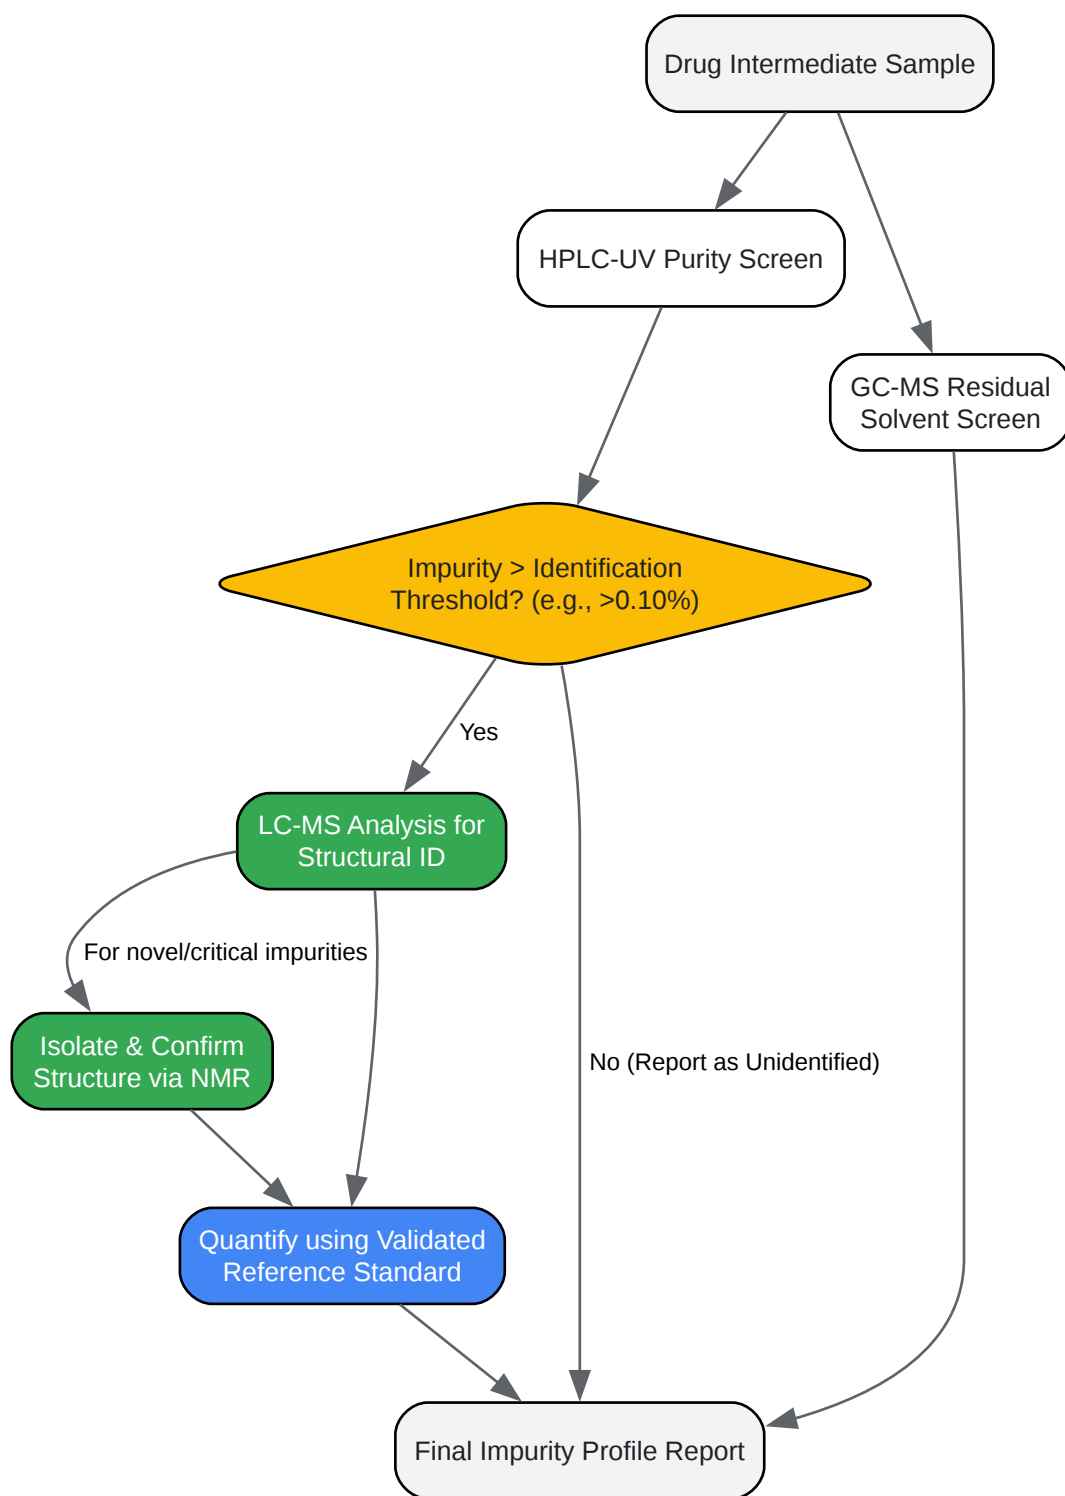 Drug Intermediate Sample
HPLC-UV Purity Screen
GC-MS Residual
Solvent Screen
Impurity > Identification
Threshold? (e.g., >0.10%)
Yes
LC-MS Analysis for
Structural ID
For novel/critical impurities
Isolate & Confirm
Structure via NMR
No (Report as Unidentified)
Quantify using Validated
Reference Standard
Final Impurity Profile Report